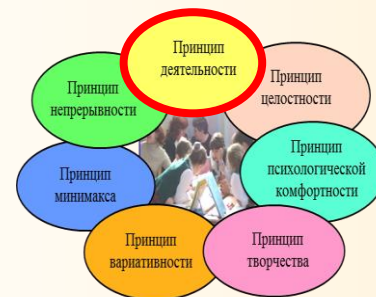 Принцип
деятельности
Принцип
целостности
Принцип
психологической
комфортности
Принцип
творчества
Принцип
вариативности
Принцип
минимакса
Принцип
непрерывности